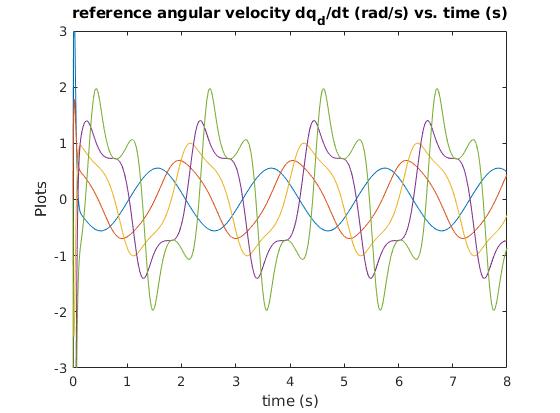 reference angular velocity dq_d/dt (rad/s) vs. time (s)
3
2
1
0
-1
-2
-3
Plots
0 1 2 3 4 5 6 7 8
time (s)